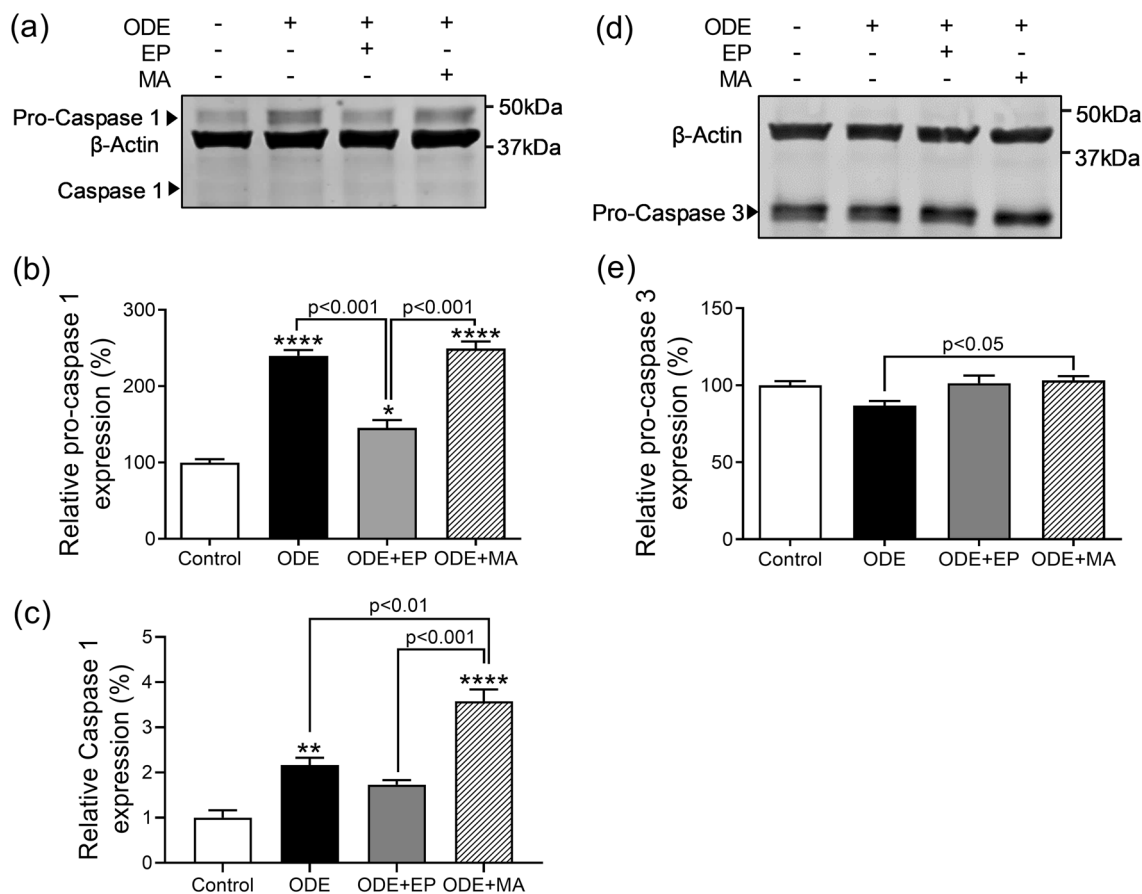 (a)
ODE - + + +
EP - - + -
MA - - - +
Pro-Caspase 1
β-Actin
Caspase 1
50kDa
37kDa
(d)
ODE - + + +
EP - - + -
MA - - - +
β-Actin
Pro-Caspase 3
50kDa
37kDa
(b)
Relative pro-caspase 1
expression (%)
300
200
100
0
p<0.001 p<0.001
**** * ****
Control ODE ODE+EP ODE+MA
(e)
Relative pro-caspase 3
expression (%)
150
100
50
0
p<0.05
Control ODE ODE+EP ODE+MA
(c)
Relative Caspase 1
expression (%)
5
4
3
2
1
0
p<0.01
p<0.001
** ****
Control ODE ODE+EP ODE+MA